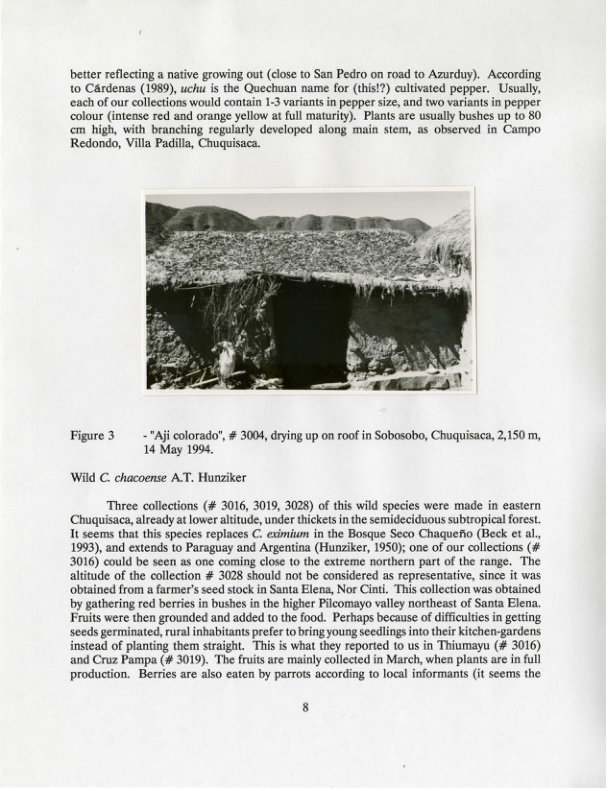 better reflecting a native growing out (close to San Pedro on road to Azurduy). According
to Cárdenas (1989), uchu is the Quechuan name for (this!?) cultivated pepper. Usually,
each of our collections would contain 1-3 variants in pepper size, and two variants in pepper
colour (intense red and orange yellow at full maturity). Plants are usually bushes up to 80
cm high, with branching regularly developed along main stem, as observed in Campo
Redondo, Villa Padilla, Chuquisaca.
Figure 3 - "Aji colorado", # 3004, drying up on roof in Sobosobo, Chuquisaca, 2,150 m,
14 May 1994.
Wild C. chacoense A.T. Hunziker
Three collections (# 3016, 3019, 3028) of this wild species were made in eastern
Chuquisaca, already at lower altitude, under thickets in the semideciduous subtropical forest.
It seems that this species replaces C. eximium in the Bosque Seco Chaqueño (Beck et al.,
1993), and extends to Paraguay and Argentina (Hunziker, 1950); one of our collections (#
3016) could be seen as one coming close to the extreme northern part of the range. The
altitude of the collection # 3028 should not be considered as representative, since it was
obtained from a farmer's seed stock in Santa Elena, Nor Cinti. This collection was obtained
by gathering red berries in bushes in the higher Pilcomayo valley northeast of Santa Elena.
Fruits were then grounded and added to the food. Perhaps because of difficulties in getting
seeds germinated, rural inhabitants prefer to bring young seedlings into their kitchen-gardens
instead of planting them straight. This is what they reported to us in Thiumayu (# 3016)
and Cruz Pampa (# 3019). The fruits are mainly collected in March, when plants are in full
production. Berries are also eaten by parrots according to local informants (it seems the
8